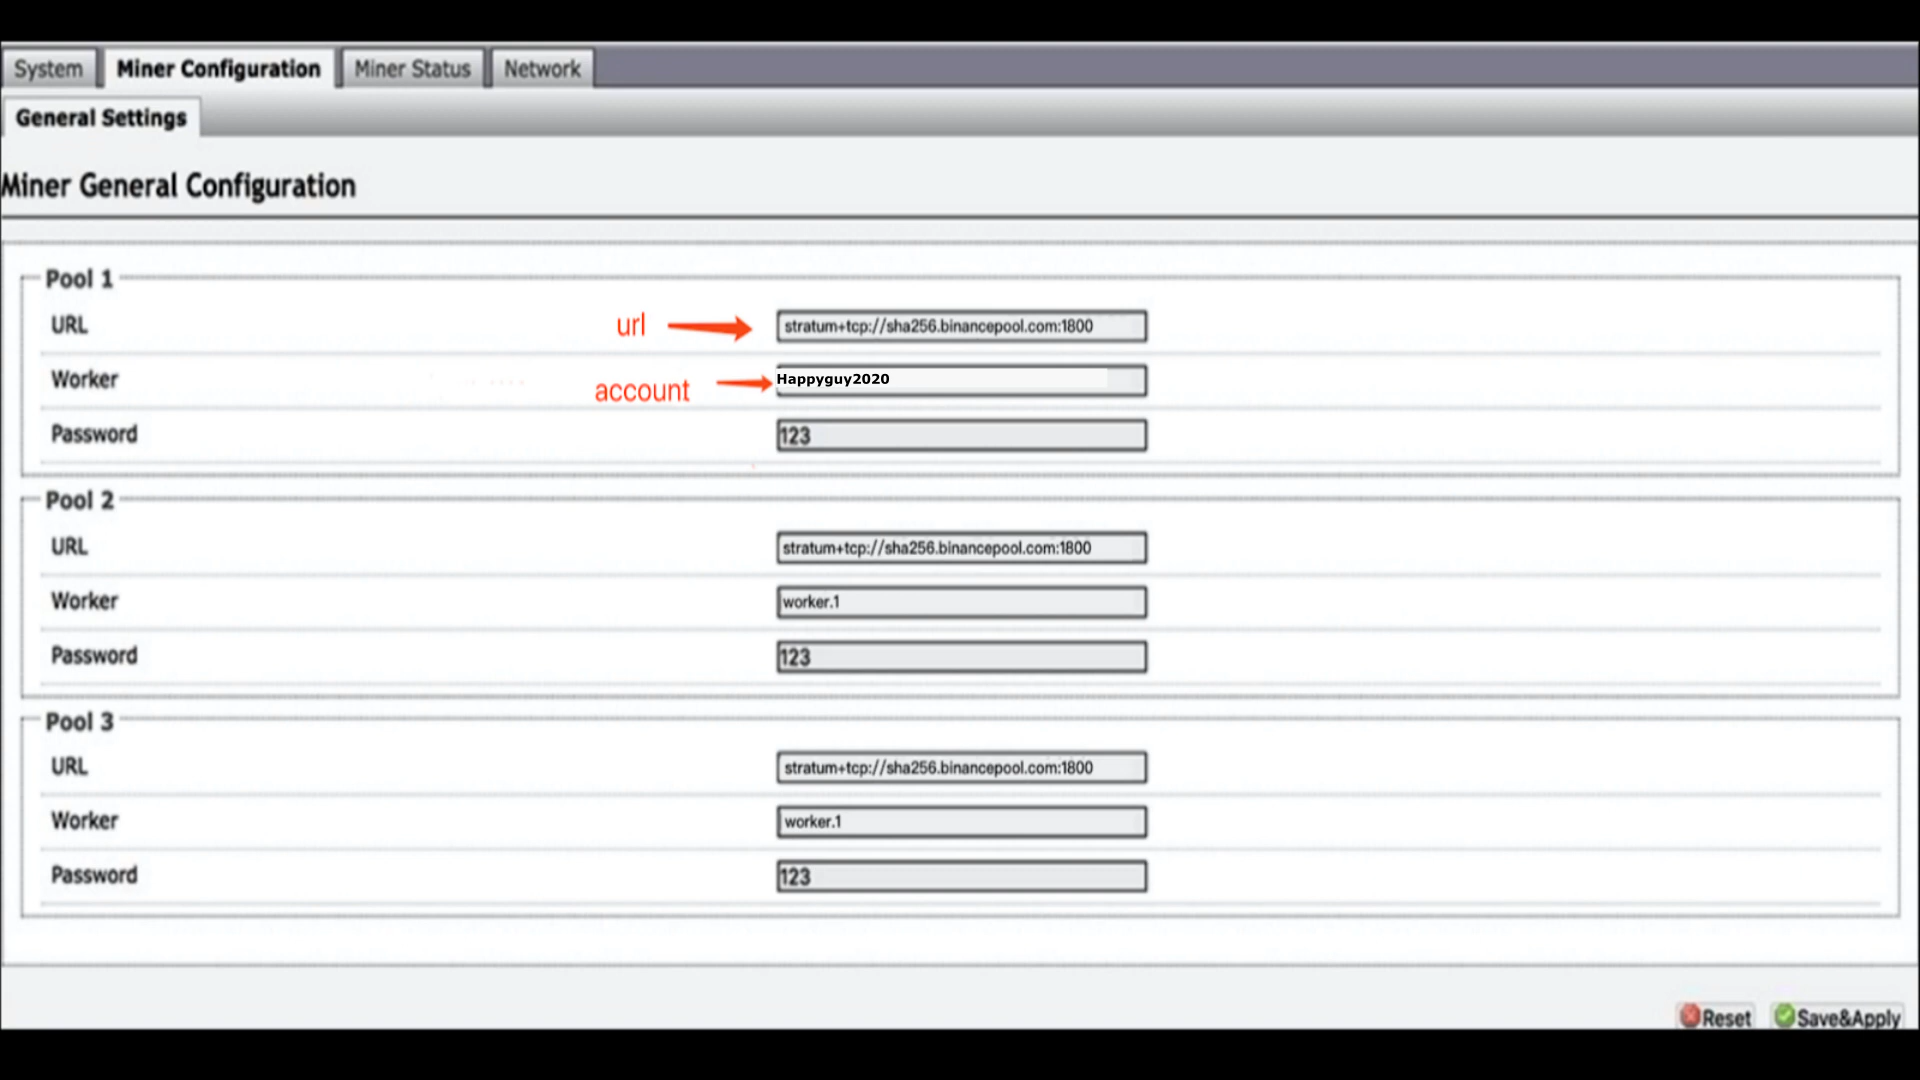 System Miner Configuration Miner Status Network
General Settings
Miner General Configuration
Pool 1
URL url stratum+tcp://sha256.binancepool.com:1800
Worker account Happyguy2020
Password 123
Pool 2
URL stratum+tcp://sha256.binancepool.com:1800
Worker worker.1
Password 123
Pool 3
URL stratum+tcp://sha256.binancepool.com:1800
Worker worker.1
Password 123
Reset Save&Apply